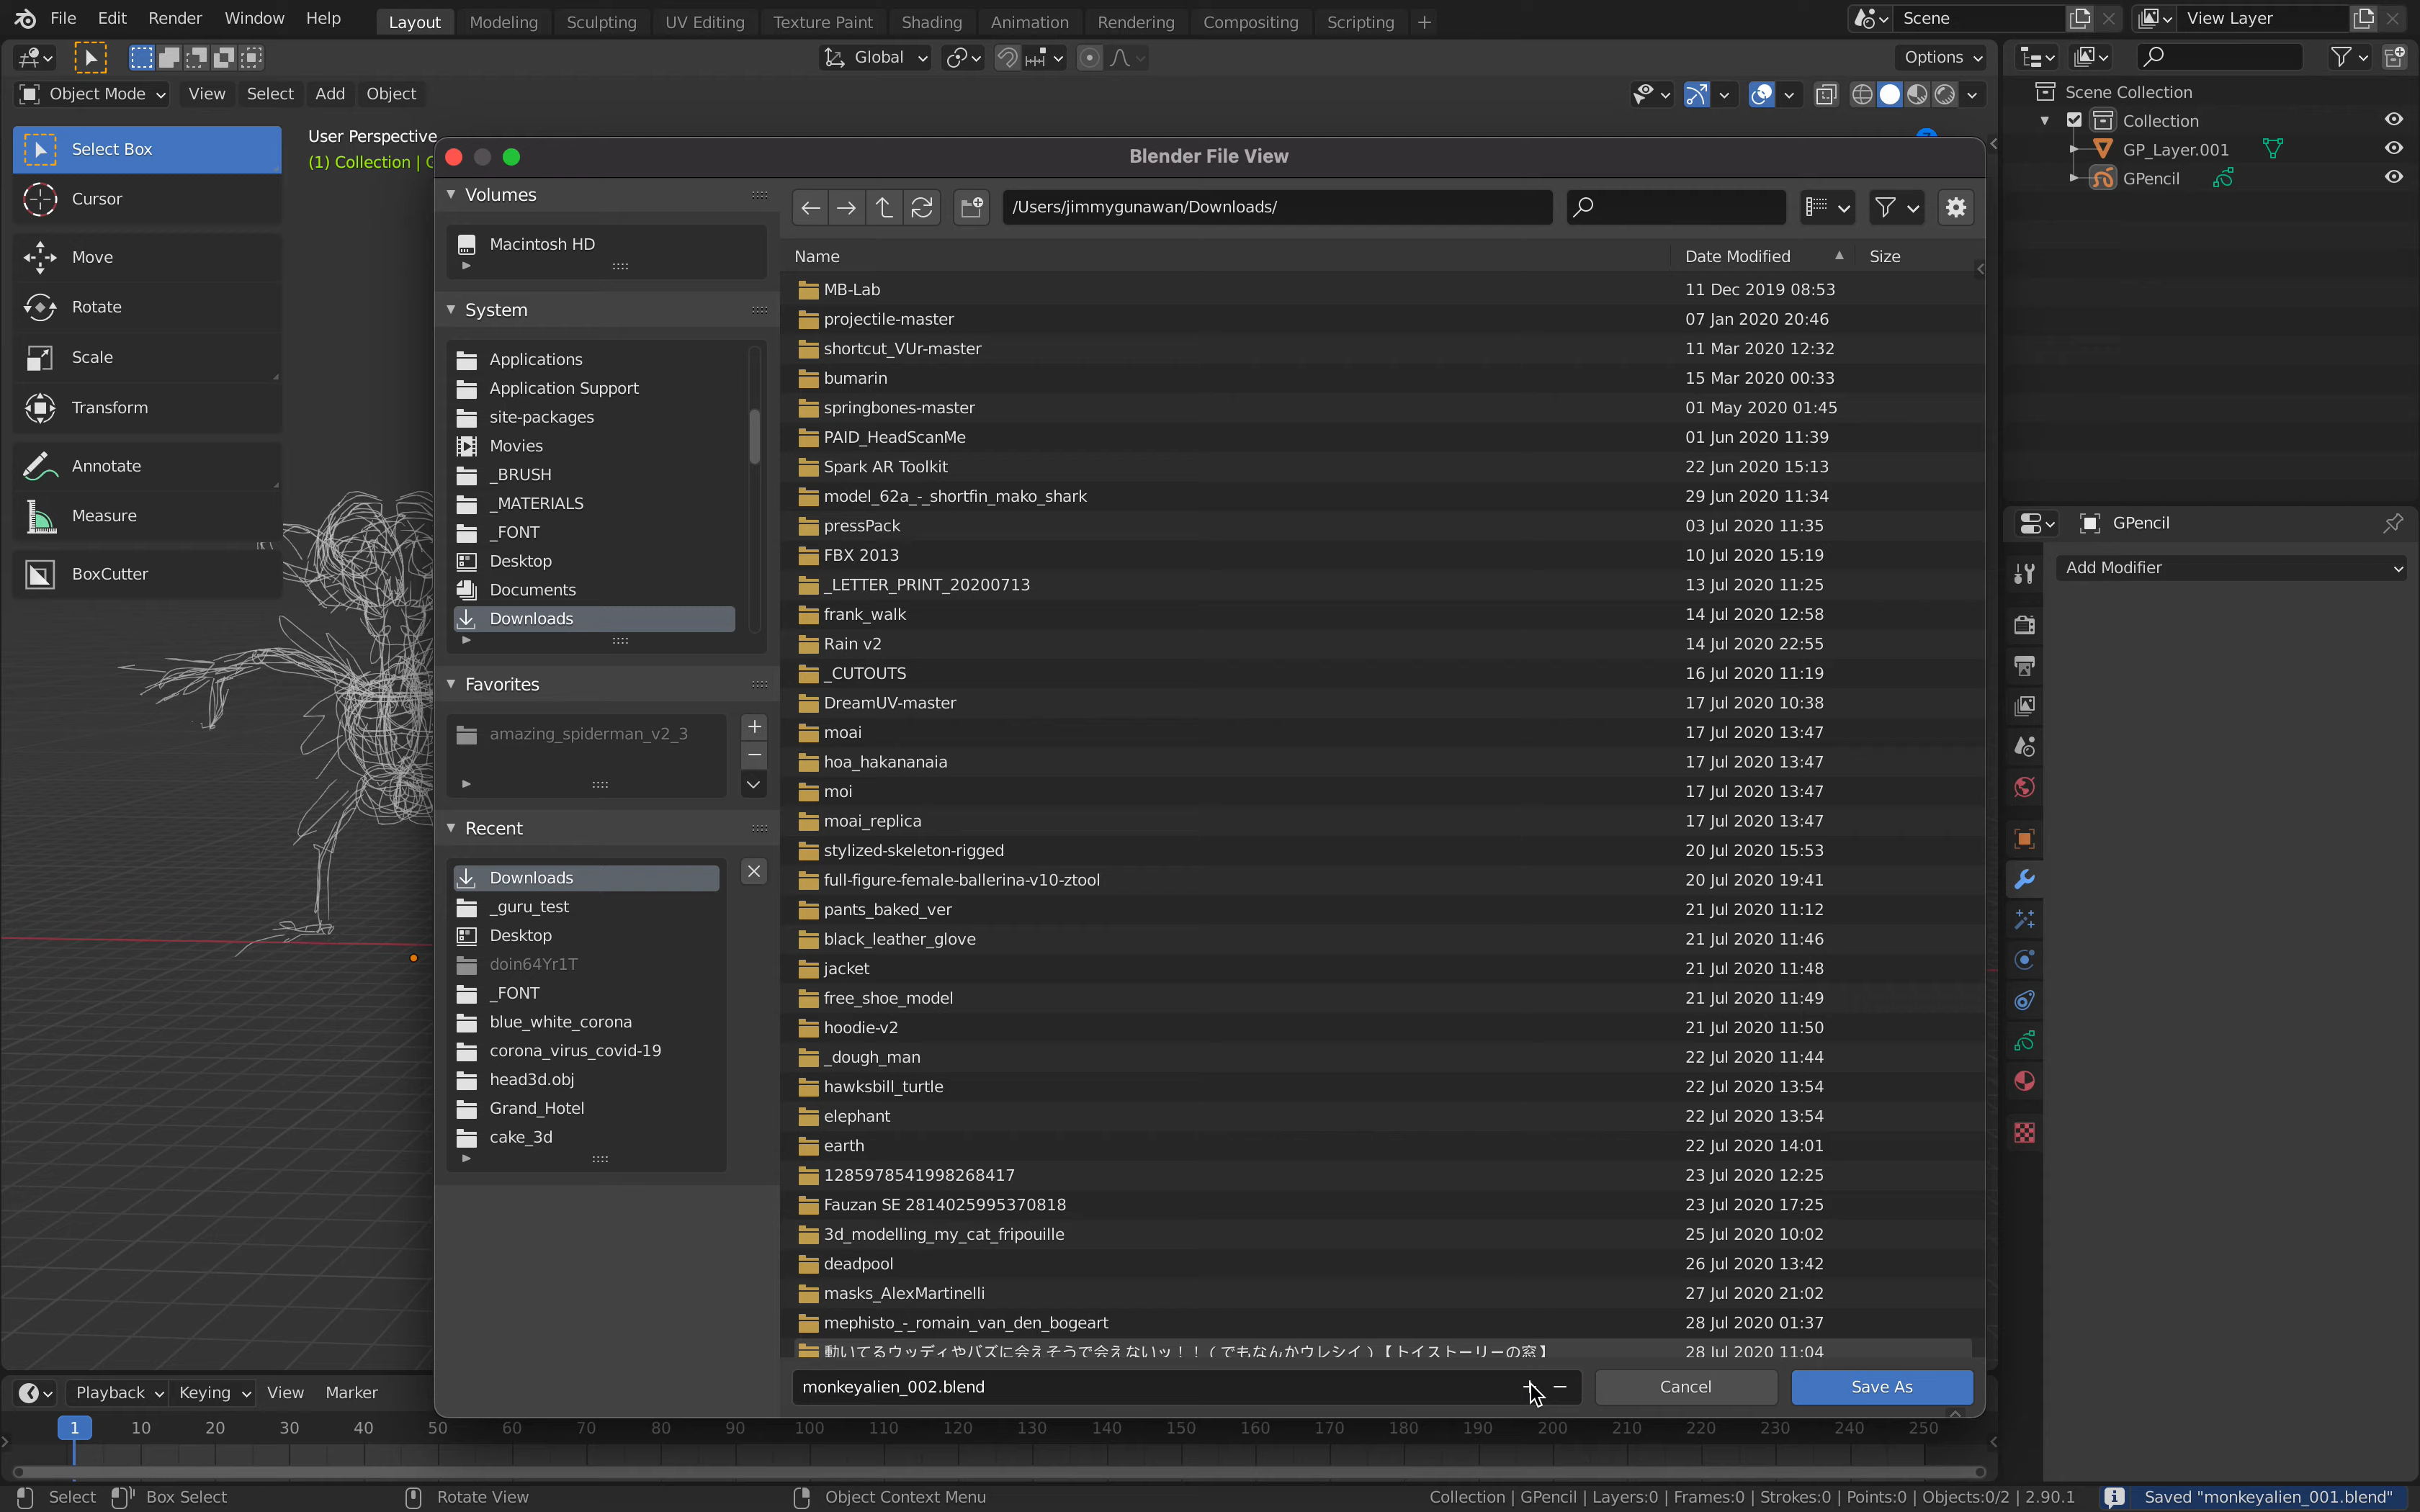 File Edit Render Window Help Layout Modeling Sculpting UV Editing Texture Paint Shading Animation Rendering Compositing Scripting + Scene View Layer
Global Options
Object Mode View Select Add Object
User Perspective
(1) Collection |
Select Box
Cursor
Move
Rotate
Scale
Transform
Annotate
Measure
BoxCutter
Blender File View
Volumes
Macintosh HD
System
Applications
Application Support
site-packages
Movies
_BRUSH
_MATERIALS
_FONT
Desktop
Documents
Downloads
Favorites
amazing_spiderman_v2_3
Recent
Downloads
_guru_test
Desktop
doin64Yr1T
_FONT
blue_white_corona
corona_virus_covid-19
head3d.obj
Grand_Hotel
cake_3d
/Users/jimmygunawan/Downloads/
Name Date Modified Size
MB-Lab 11 Dec 2019 08:53
projectile-master 07 Jan 2020 20:46
shortcut_VUr-master 11 Mar 2020 12:32
bumarin 15 Mar 2020 00:33
springbones-master 01 May 2020 01:45
PAID_HeadScanMe 01 Jun 2020 11:39
Spark AR Toolkit 22 Jun 2020 15:13
model_62a_-_shortfin_mako_shark 29 Jun 2020 11:34
pressPack 03 Jul 2020 11:35
FBX 2013 10 Jul 2020 15:19
_LETTER_PRINT_20200713 13 Jul 2020 11:25
frank_walk 14 Jul 2020 12:58
Rain v2 14 Jul 2020 22:55
_CUTOUTS 16 Jul 2020 11:19
DreamUV-master 17 Jul 2020 10:38
moai 17 Jul 2020 13:47
hoa_hakananaia 17 Jul 2020 13:47
moi 17 Jul 2020 13:47
moai_replica 17 Jul 2020 13:47
stylized-skeleton-rigged 20 Jul 2020 15:53
full-figure-female-ballerina-v10-ztool 20 Jul 2020 19:41
pants_baked_ver 21 Jul 2020 11:12
black_leather_glove 21 Jul 2020 11:46
jacket 21 Jul 2020 11:48
free_shoe_model 21 Jul 2020 11:49
hoodie-v2 21 Jul 2020 11:50
_dough_man 22 Jul 2020 11:44
hawksbill_turtle 22 Jul 2020 13:54
elephant 22 Jul 2020 13:54
earth 22 Jul 2020 14:01
1285978541998268417 23 Jul 2020 12:25
Fauzan SE 2814025995370818 23 Jul 2020 17:25
3d_modelling_my_cat_fripouille 25 Jul 2020 10:02
deadpool 26 Jul 2020 13:42
masks_AlexMartinelli 27 Jul 2020 21:02
mephisto_-_romain_van_den_bogeart 28 Jul 2020 01:37
動いてるウッディやバズに会えそうで会えないッ！！（でもなんかウレシイ）【トイストーリーの窓】 28 Jul 2020 11:04
monkeyalien_002.blend Cancel Save As
Scene Collection
Collection
GP_Layer.001
GPencil
GPencil
Add Modifier
Playback Keying View Marker
1 10 20 30 40 50 60 70 80 90 100 110 120 130 140 150 160 170 180 190 200 210 220 230 240 250
Select Box Select Rotate View Object Context Menu Collection | GPencil | Layers:0 | Frames:0 | Strokes:0 | Points:0 | Objects:0/2 | 2.90.1 Saved "monkeyalien_001.blend"